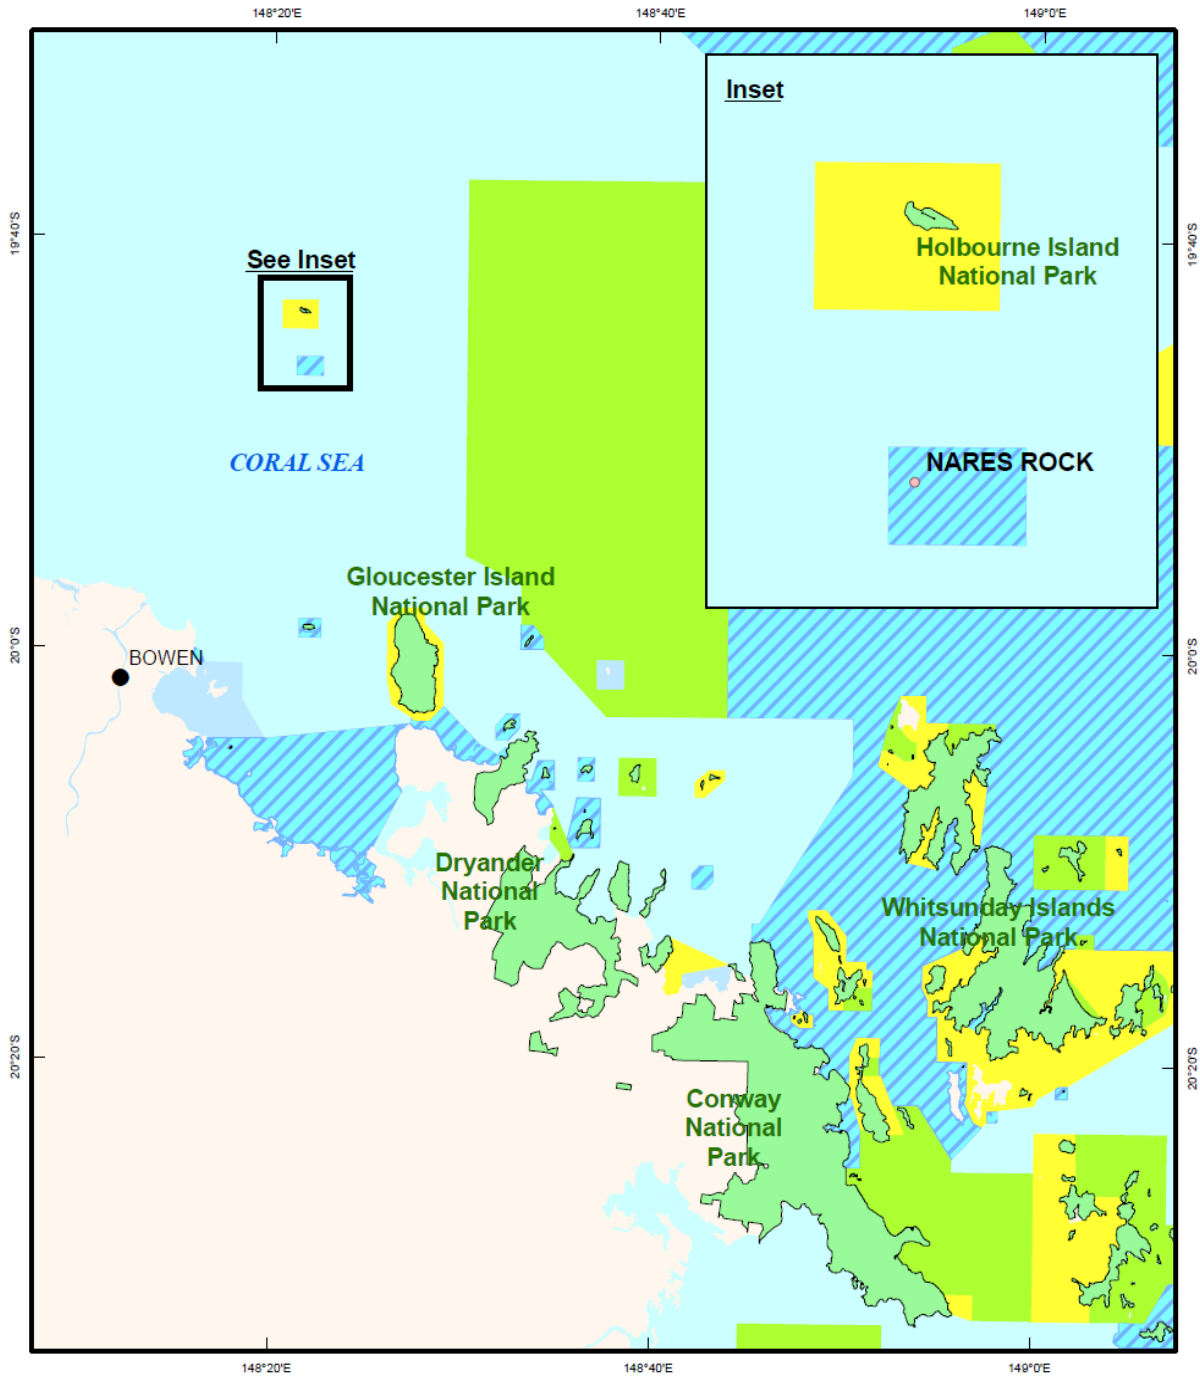 148°20'E
148°40'E
149°0'E
Inset
19°40'S
19°40'S
See Inset
Holbourne Island
National Park
CORAL SEA
NARES ROCK
Gloucester Island
National Park
20°0'S
20°0'S
BOWEN
Dryander
National
Park
Whitsunday Islands
National Park
20°20'S
20°20'S
Conway
National
Park
148°20'E
148°40'E
149°0'E